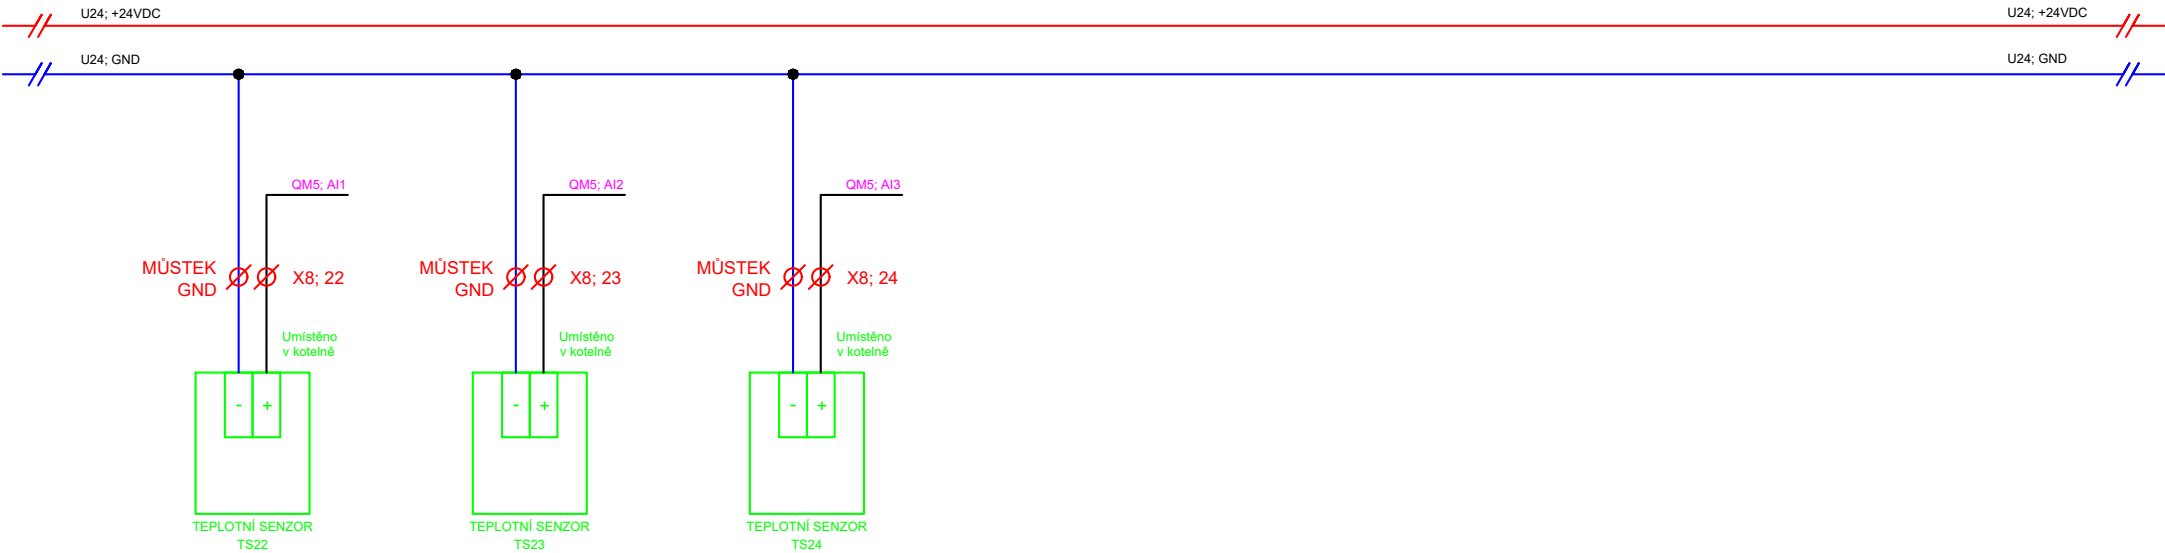 U24; +24VDC
U24; +24VDC
U24; GND
U24; GND
QM5; AI1
QM5; AI2
QM5; AI3
MŮSTEK
GND
X8; 22
MŮSTEK
GND
X8; 23
MŮSTEK
GND
X8; 24
Umístěno
v kotelně
Umístěno
v kotelně
Umístěno
v kotelně
- +
- +
- +
TEPLOTNÍ SENZOR
TS22
TEPLOTNÍ SENZOR
TS23
TEPLOTNÍ SENZOR
TS24